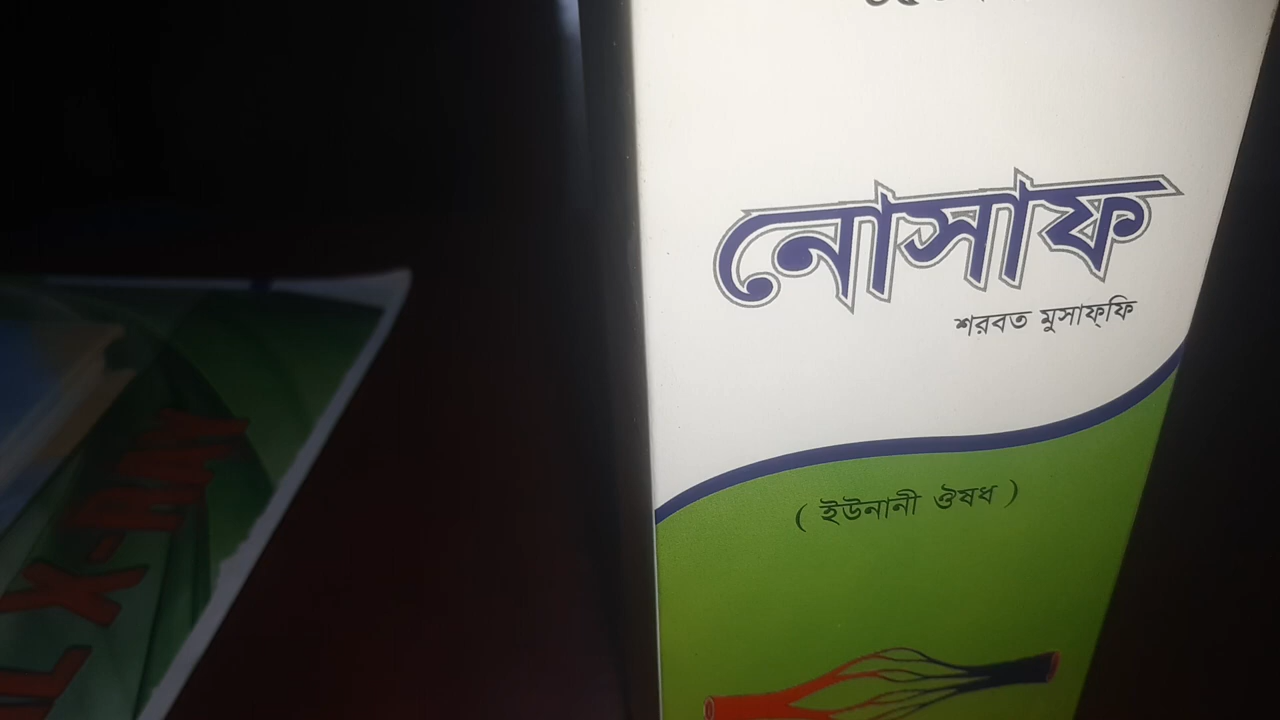 নোসাফ
শরবত মুসাফ্ফি
( ইউনানী ঔষধ )